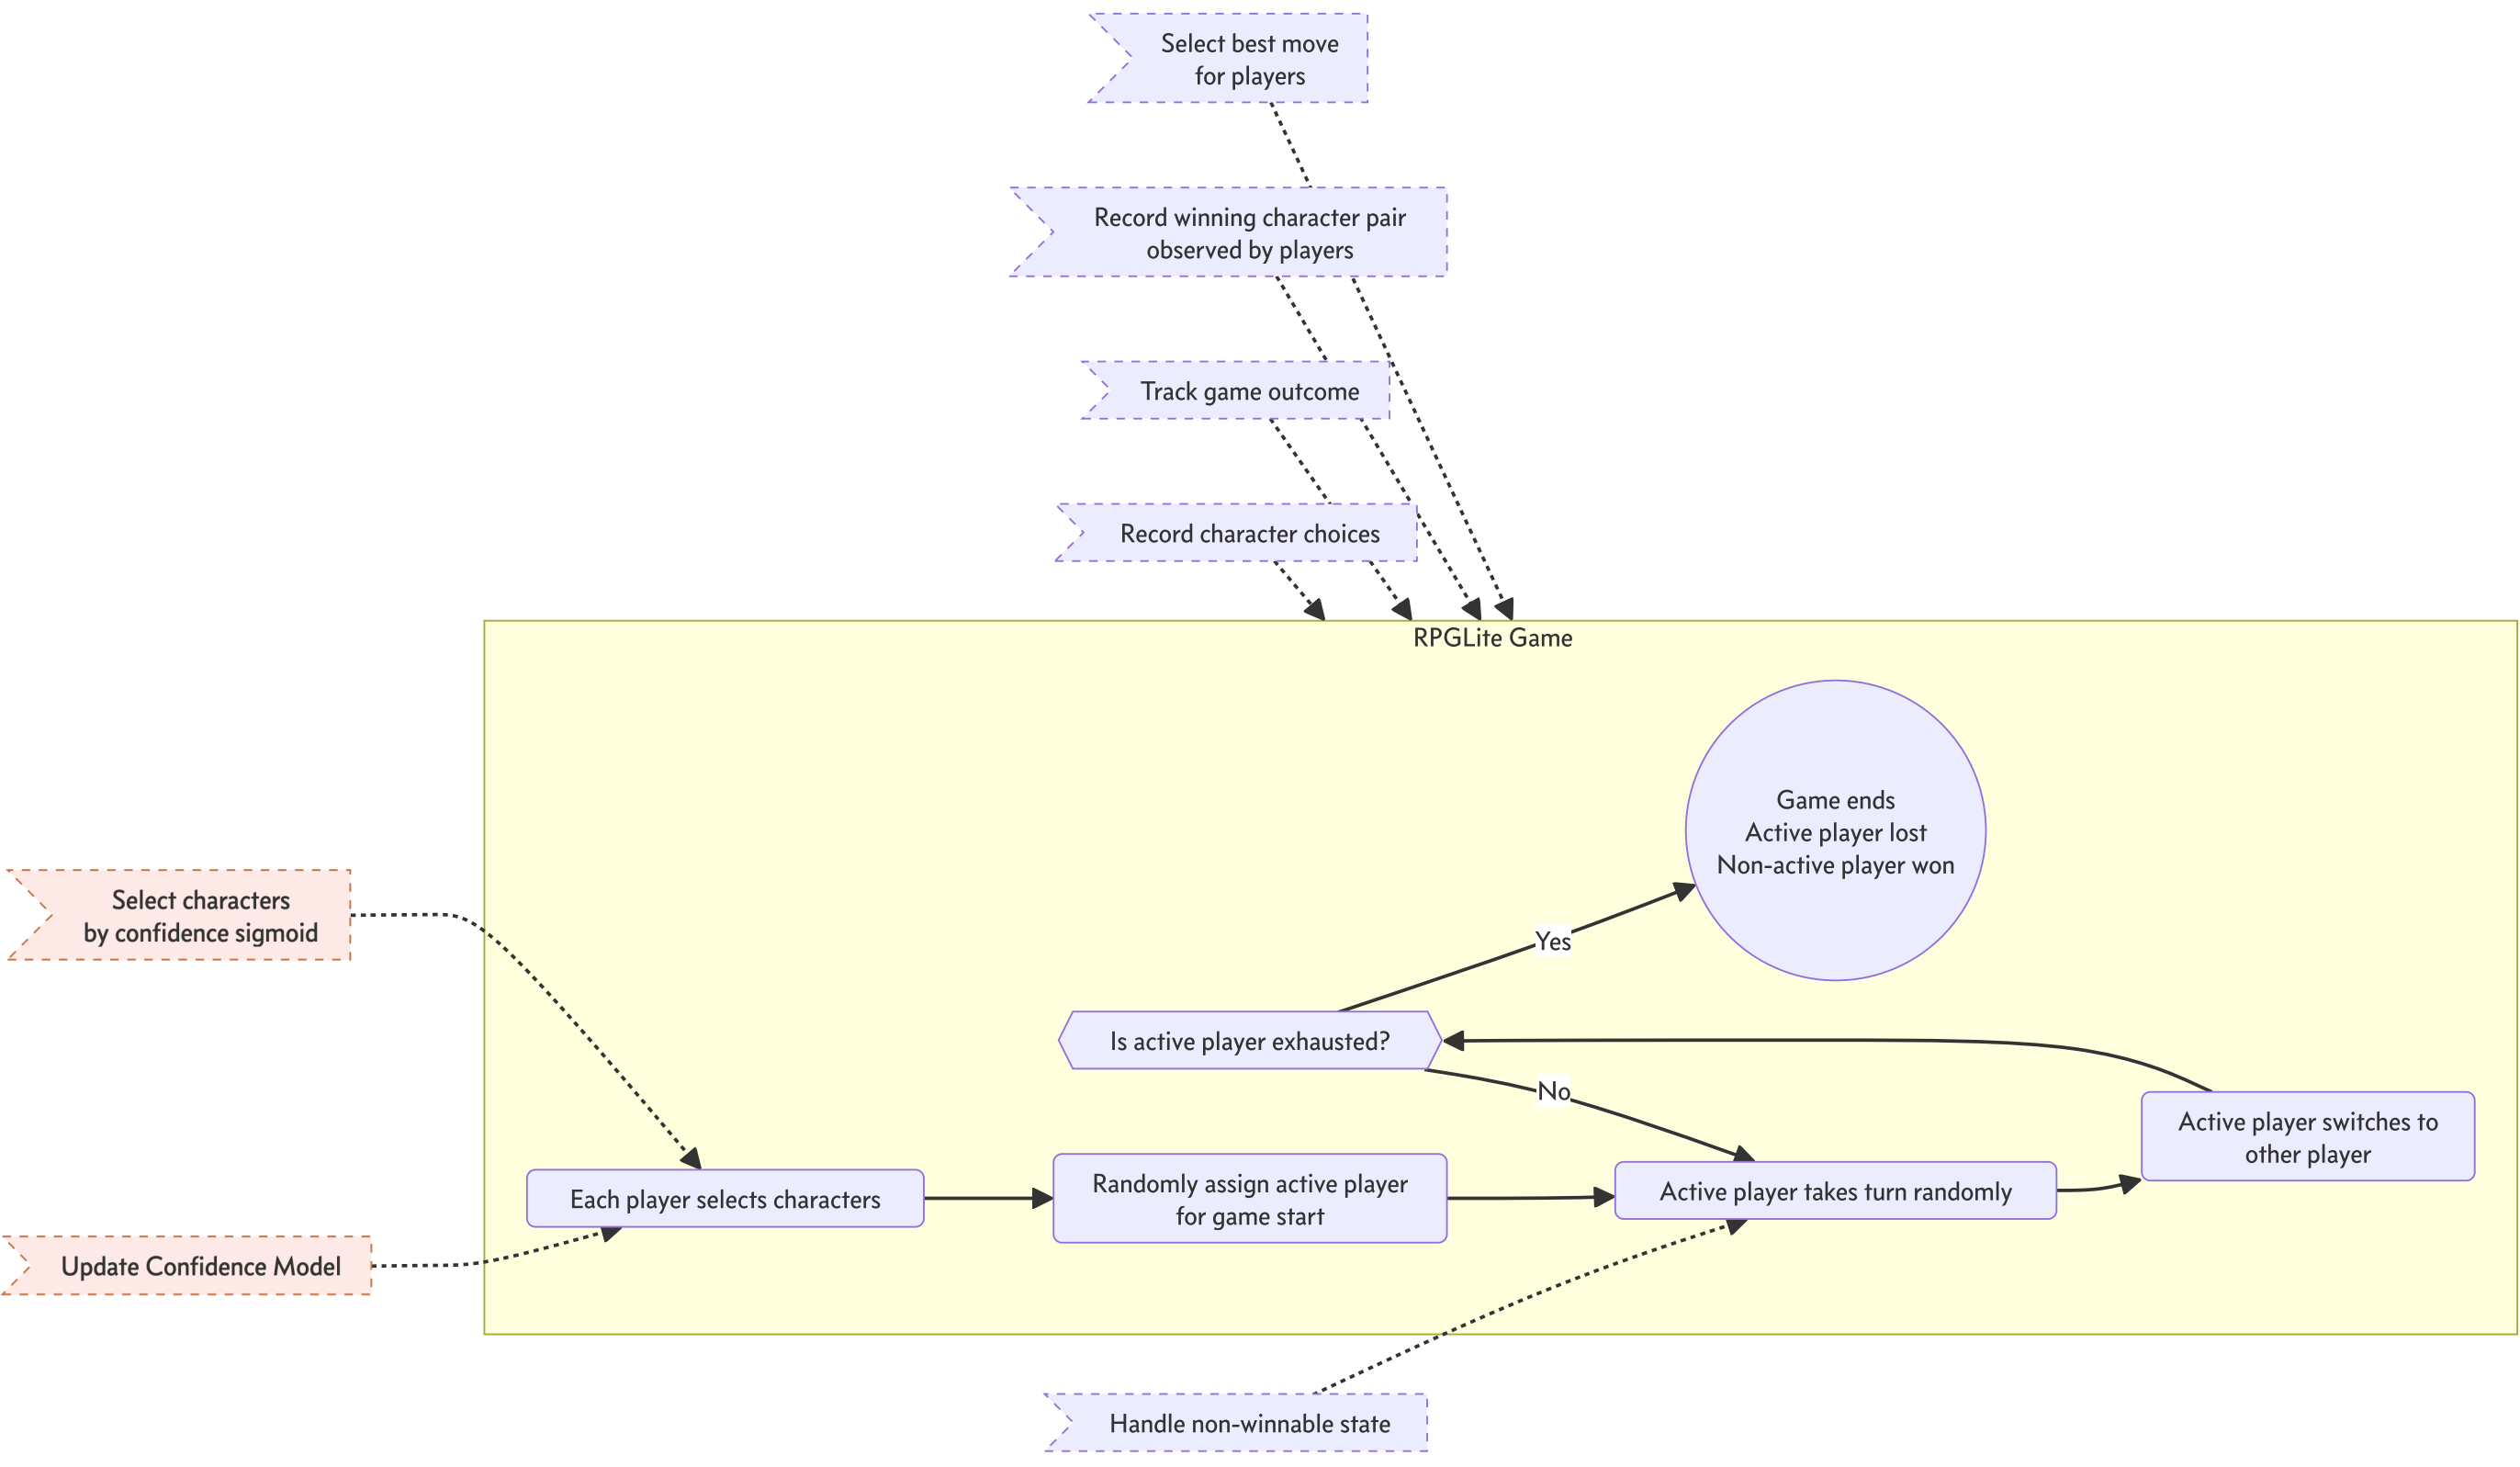 Select best move
for players
Record winning character pair
observed by players
Track game outcome
Record character choices
RPGLite Game
Game ends
Active player lost
Non-active player won
Select characters
by confidence sigmoid
Yes
Is active player exhausted?
No
Active player switches to
other player
Each player selects characters
Randomly assign active player
for game start
Active player takes turn randomly
Update Confidence Model
Handle non-winnable state